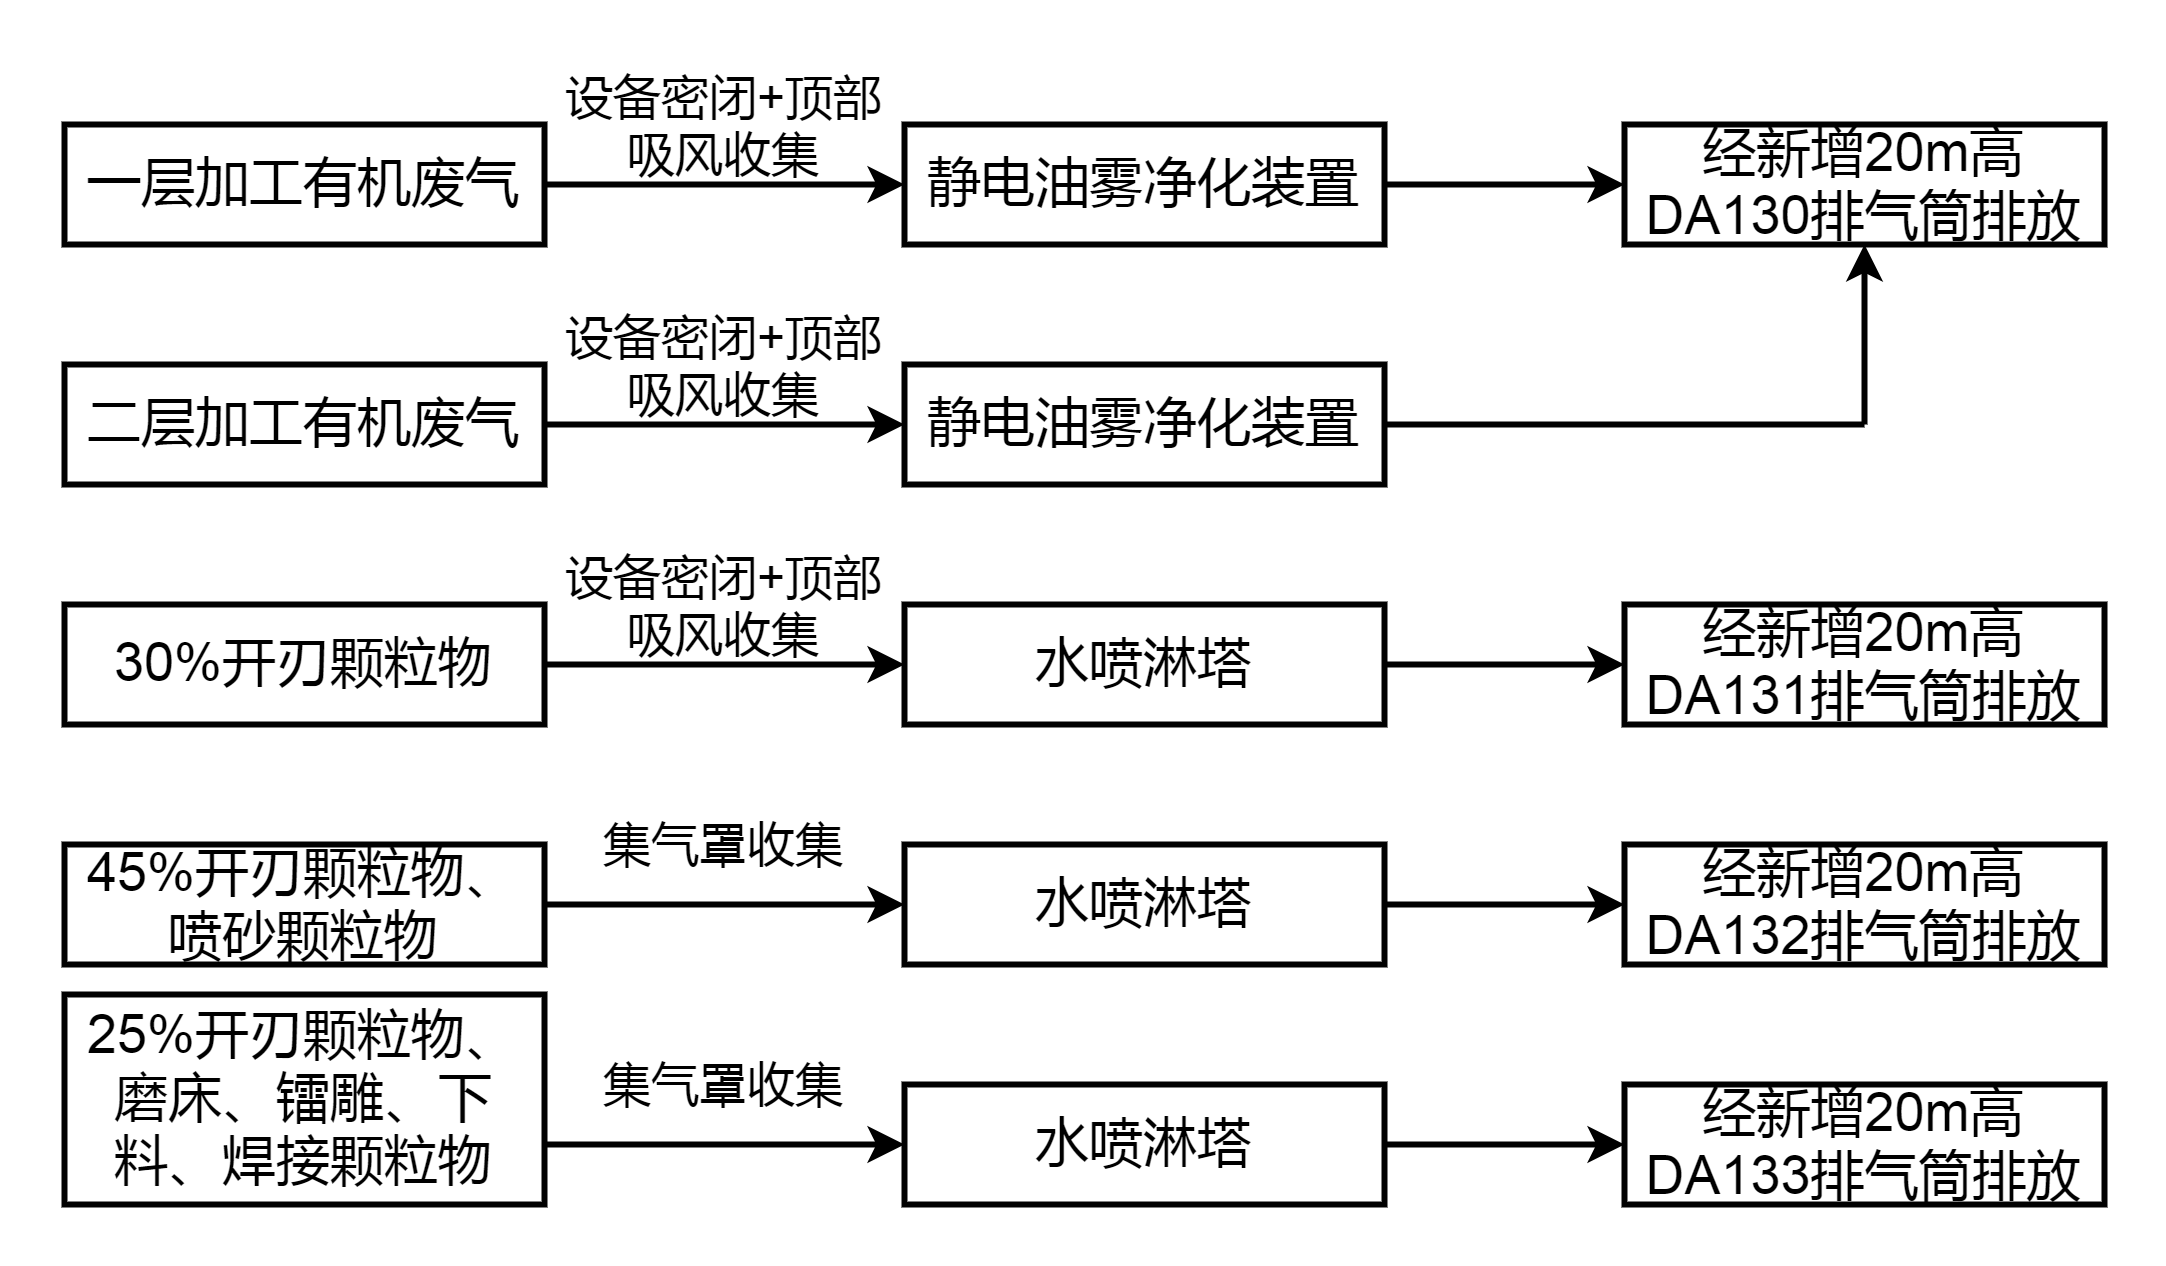 设备密闭+顶部
吸风收集
一层加工有机废气
静电油雾净化装置
经新增20m高
DA130排气筒排放
设备密闭+顶部
吸风收集
二层加工有机废气
静电油雾净化装置
设备密闭+顶部
吸风收集
30%开刃颗粒物
水喷淋塔
经新增20m高
DA131排气筒排放
集气罩收集
45%开刃颗粒物、
喷砂颗粒物
水喷淋塔
经新增20m高
DA132排气筒排放
25%开刃颗粒物、
磨床、镭雕、下
料、焊接颗粒物
集气罩收集
水喷淋塔
经新增20m高
DA133排气筒排放